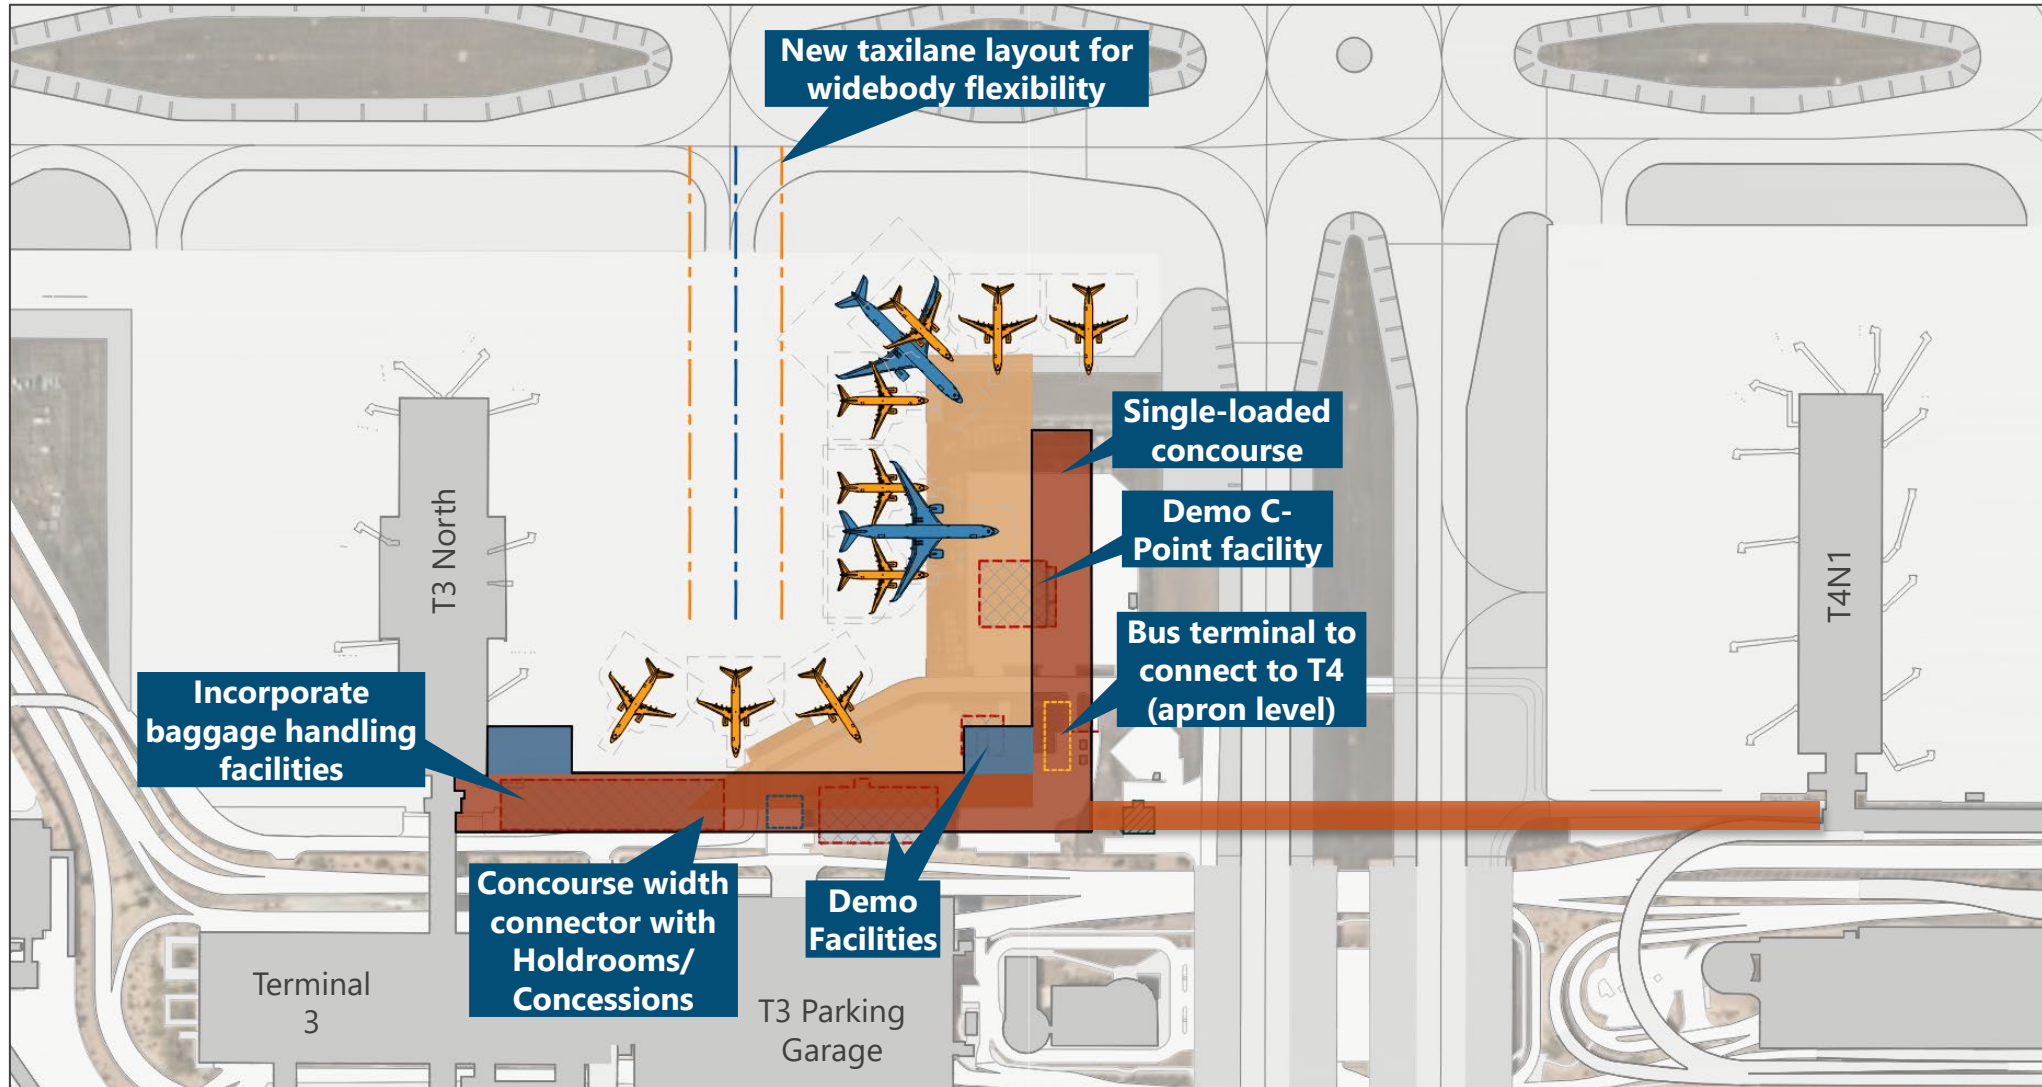 New taxilane layout for
widebody flexibility
Single-loaded
concourse
Demo C-
Point facility
T3 North
T4N1
Bus terminal to
connect to T4
(apron level)
Incorporate
baggage handling
facilities
Concourse width
connector with
Holdrooms/
Concessions
Demo
Facilities
Terminal
3
T3 Parking
Garage